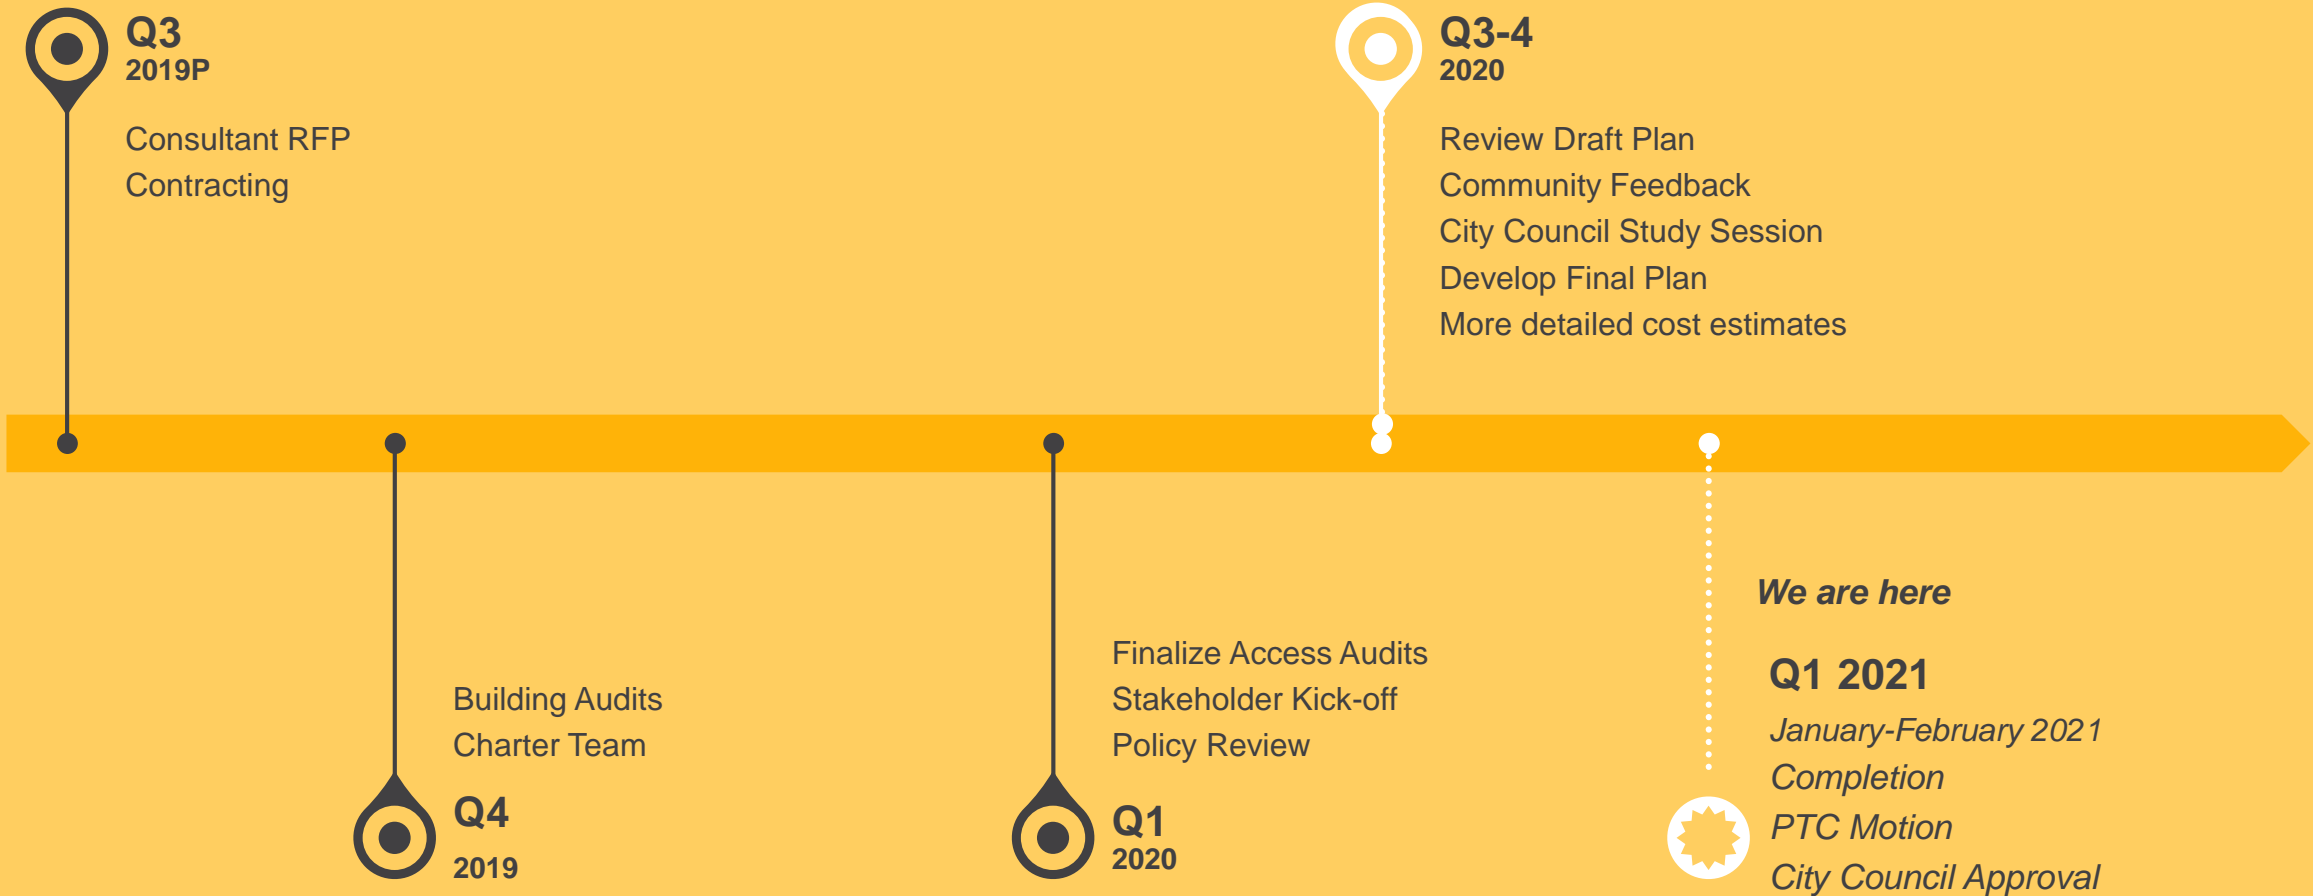 Q3
2019P
Consultant RFP
Contracting
Q3-4
2020
Review Draft Plan
Community Feedback
City Council Study Session
Develop Final Plan
More detailed cost estimates
Building Audits
Charter Team
Q4
2019
Finalize Access Audits
Stakeholder Kick-off
Policy Review
Q1
2020
We are here
Q1 2021
January-February 2021
Completion
PTC Motion
City Council Approval